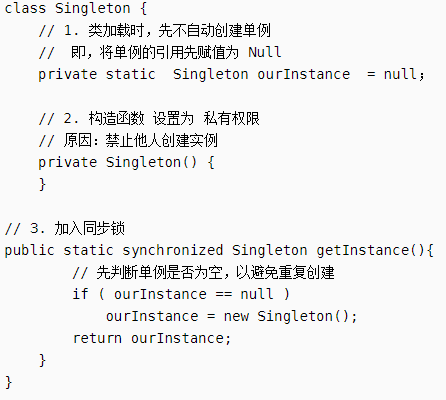 class Singleton {
    // 1. 类加载时，先不自动创建单例
    //  即，将单例的引用先赋值为 Null
    private static  Singleton ourInstance  = null；

    // 2. 构造函数 设置为 私有权限
    // 原因：禁止他人创建实例
    private Singleton() {
    }

// 3. 加入同步锁
public static synchronized Singleton getInstance(){
        // 先判断单例是否为空，以避免重复创建
        if ( ourInstance == null )
            ourInstance = new Singleton();
        return ourInstance;
    }
}